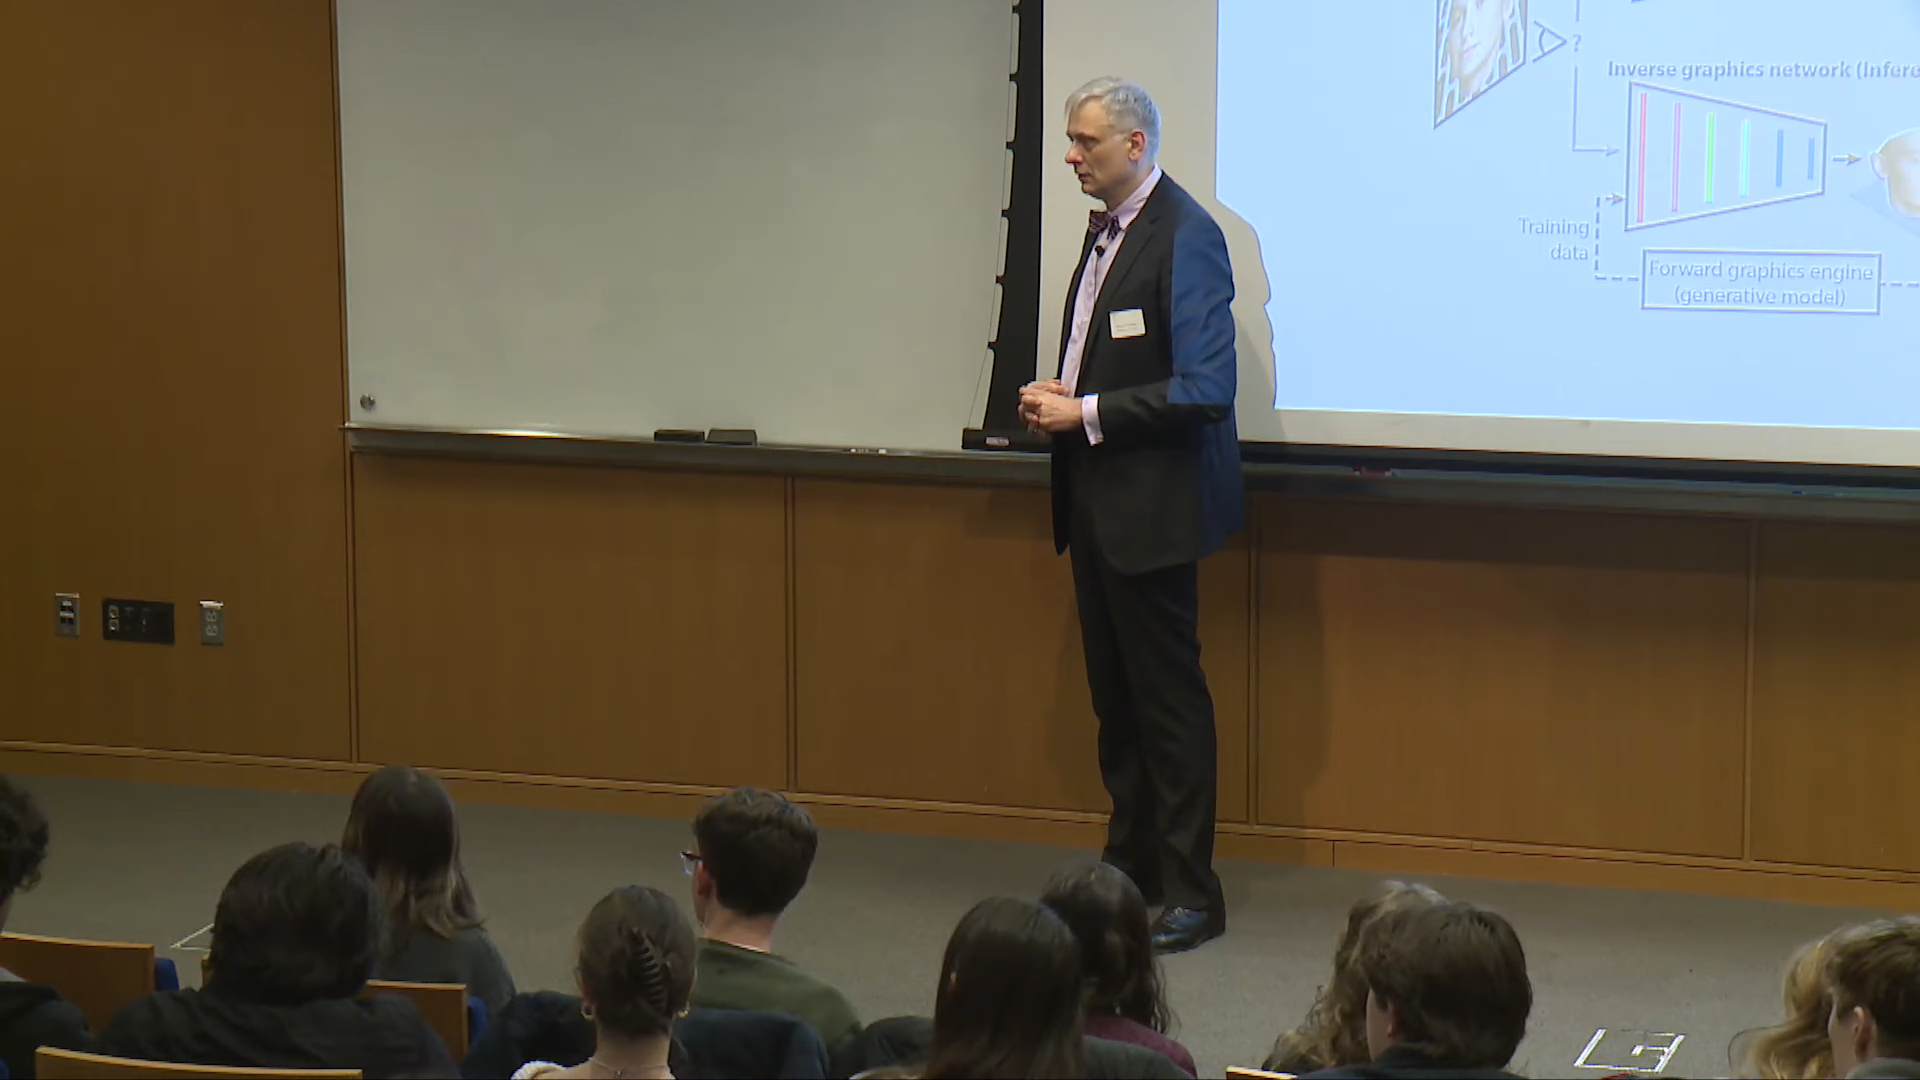 ?
Inverse graphics network (Infere
Training
data
Forward graphics engine
(generative model)